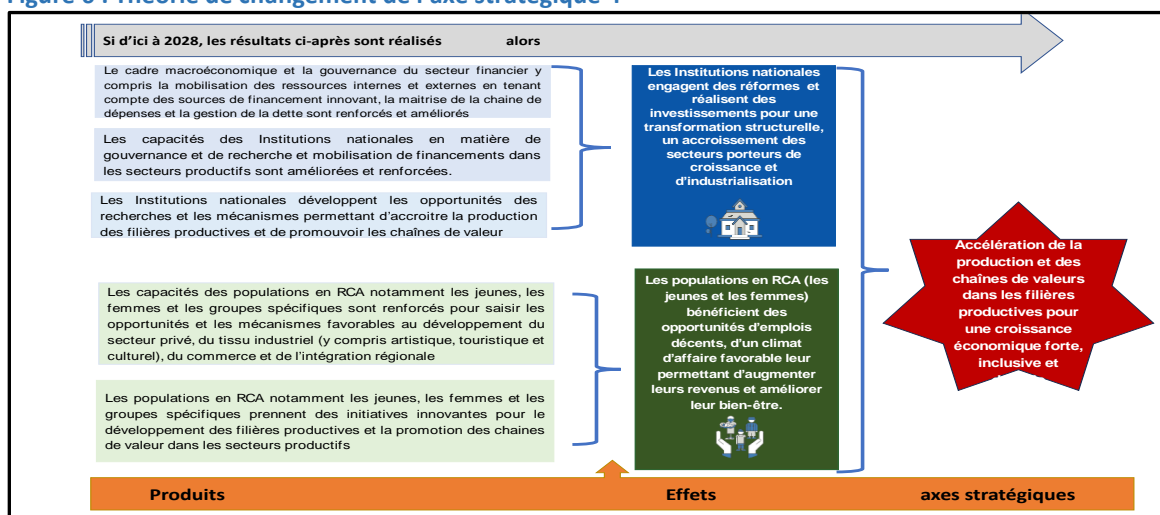 Si d'ici à 2028, les résultats ci-après sont réalisés alors
Le cadre macroéconomique et la gouvernance du secteur financier y
compris la mobilisation des ressources internes et externes en tenant
compte des sources de financement innovant, la maitrise de la chaine de
dépenses et la gestion de la dette sont renforcés et améliorés
Les capacités des Institutions nationales en matière de
gouvernance et de recherche et mobilisation de financements dans
les secteurs productifs sont améliorées et renforcées.
Les Institutions nationales développent les opportunités des
recherches et les mécanismes permettant d'accroitre la production
des filières productives et de promouvoir les chaînes de valeur
Les capacités des populations en RCA notamment les jeunes, les
femmes et les groupes spécifiques sont renforcés pour saisir les
opportunités et les mécanismes favorables au développement du
secteur privé, du tissu industriel (y compris artistique, touristique et
culturel), du commerce et de l'intégration régionale
Les populations en RCA notamment les jeunes, les femmes et les
groupes spécifiques prennent des initiatives innovantes pour le
développement des filières productives et la promotion des chaines
de valeur dans les secteurs productifs
Les Institutions nationales
engagent des réformes et
réalisent des
investissements pour une
transformation structurelle,
un accroissement des
secteurs porteurs de
croissance et
d'industrialisation
Les populations en RCA (les
jeunes et les femmes)
bénéficient des
opportunités d'emplois
décents, d'un climat
d'affaire favorable leur
permettant d'augmenter
leurs revenus et améliorer
leur bien-être.
Accélération de la
production et des
chaînes de valeurs
dans les filières
productives pour
une croissance
économique forte,
inclusive et
Produits Effets axes stratégiques